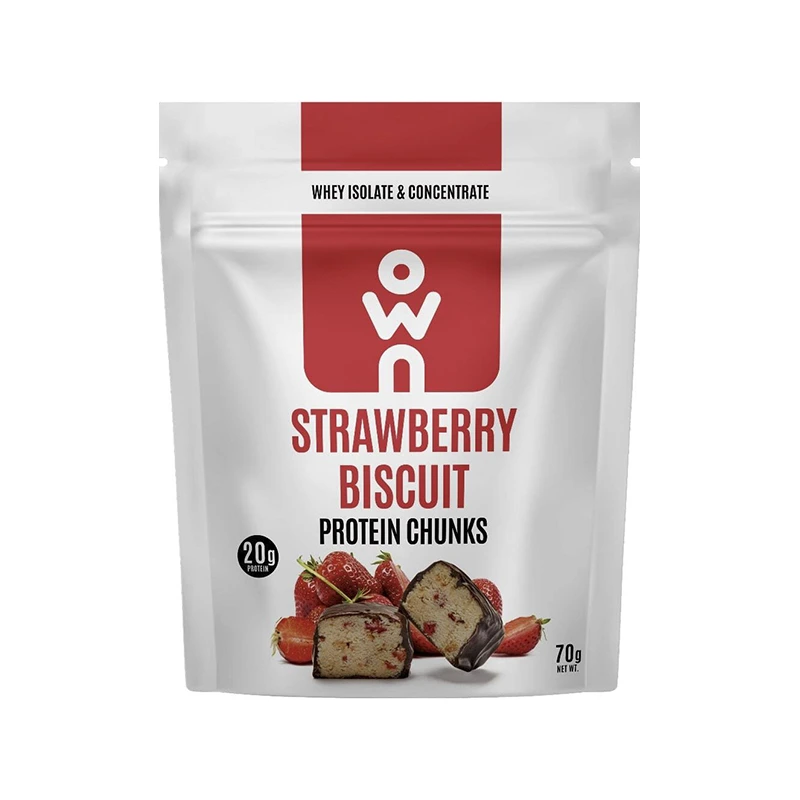 WHEY ISOLATE & CONCENTRATE
OWN
STRAWBERRY
BISCUIT
PROTEIN CHUNKS
20g
PROTEIN
70g
NET WT.